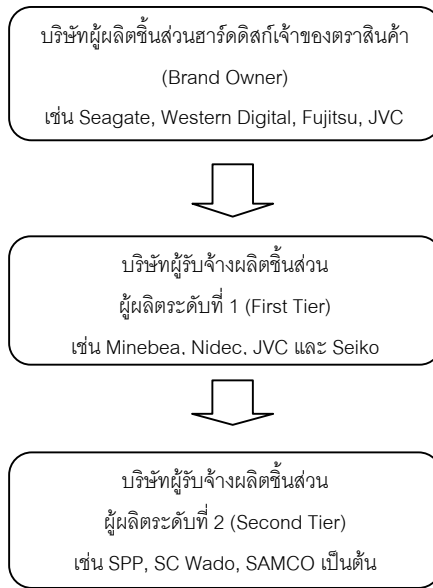 บริษัทผู้ผลิตชิ้นส่วนฮาร์ดดิสก์เจ้าของตราสินค้า
(Brand Owner)
เช่น Seagate, Western Digital, Fujitsu, JVC
บริษัทผู้รับจ้างผลิตชิ้นส่วน
ผู้ผลิตระดับที่ 1 (First Tier)
เช่น Minebea, Nidec, JVC และ Seiko
บริษัทผู้รับจ้างผลิตชิ้นส่วน
ผู้ผลิตระดับที่ 2 (Second Tier)
เช่น SPP, SC Wado, SAMCO เป็นต้น